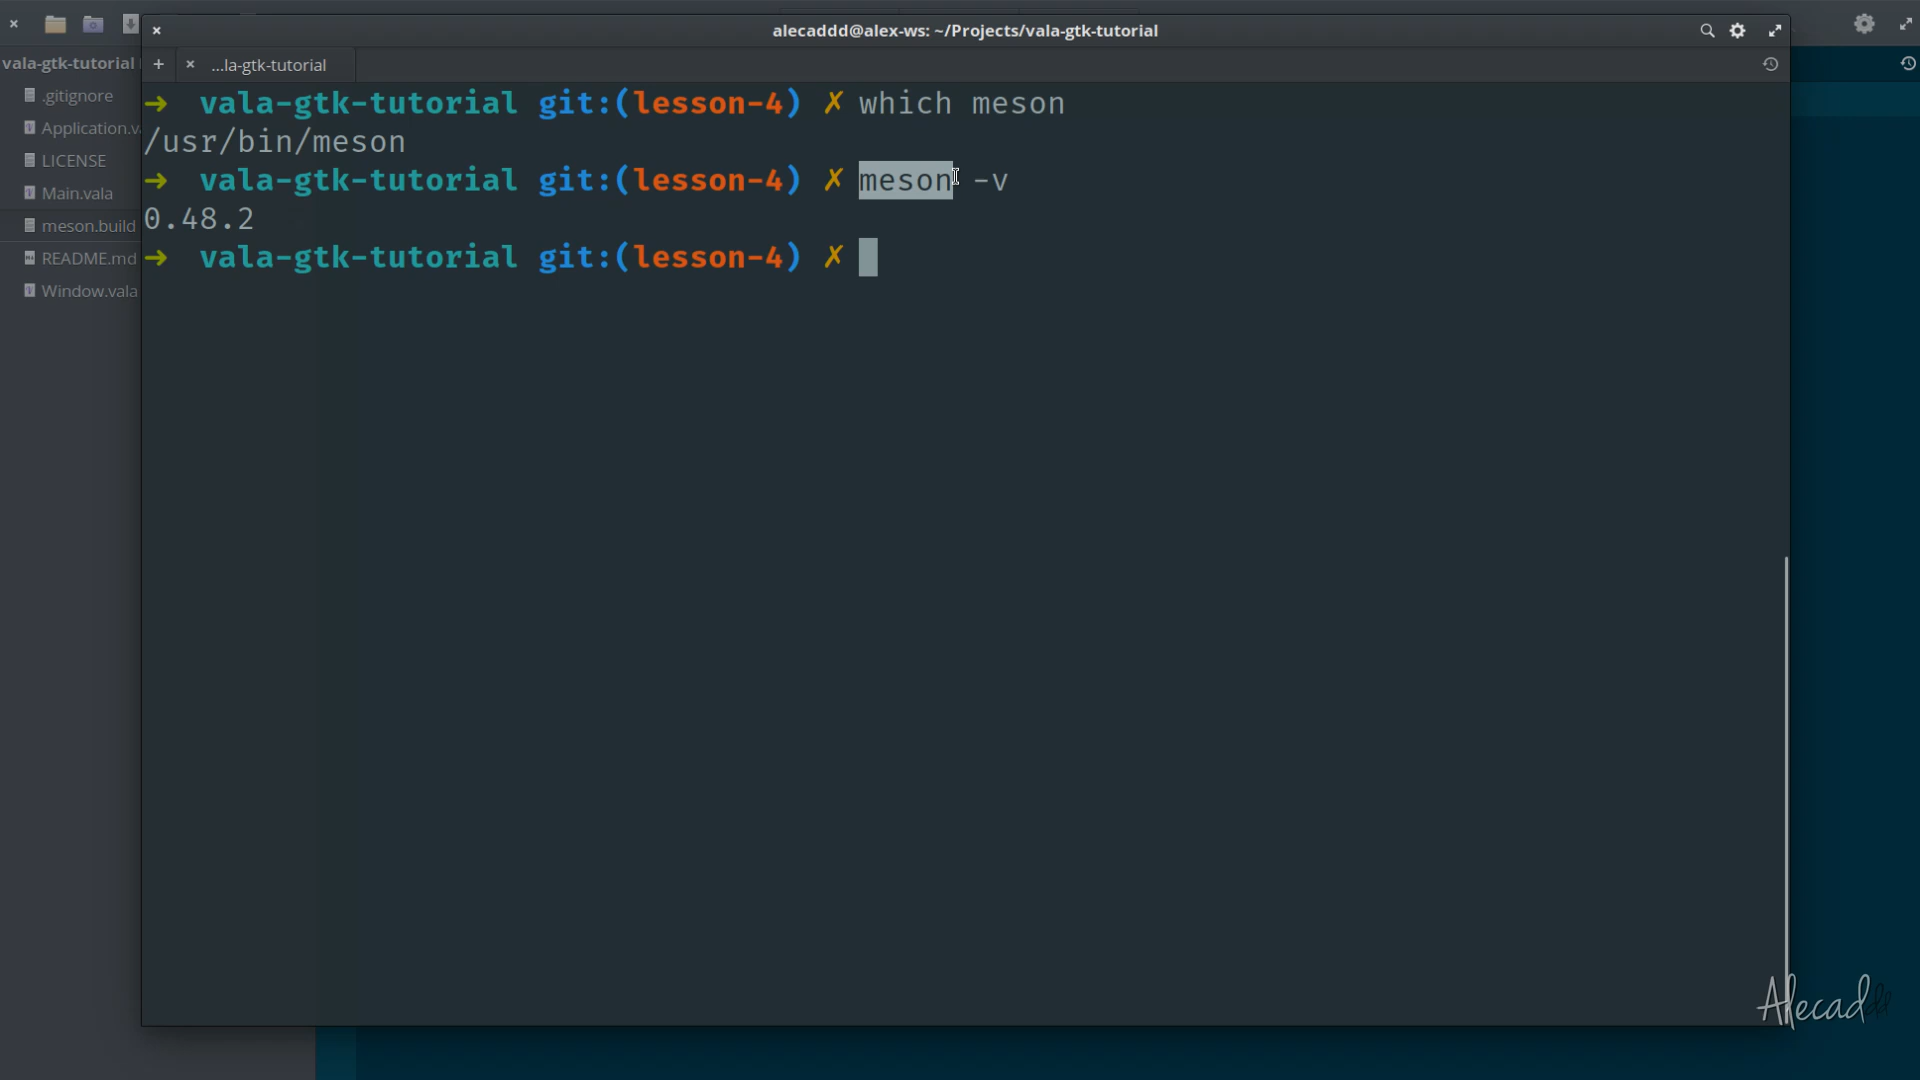 alecaddd@alex-ws: ~/Projects/vala-gtk-tutorial
...la-gtk-tutorial
vala-gtk-tutorial
.gitignore
Application.v
LICENSE
Main.vala
meson.build
README.md
Window.vala
➜ vala-gtk-tutorial git:(lesson-4) ✗ which meson
/usr/bin/meson
➜ vala-gtk-tutorial git:(lesson-4) ✗ meson -v
0.48.2
➜ vala-gtk-tutorial git:(lesson-4) ✗
Alecaddd